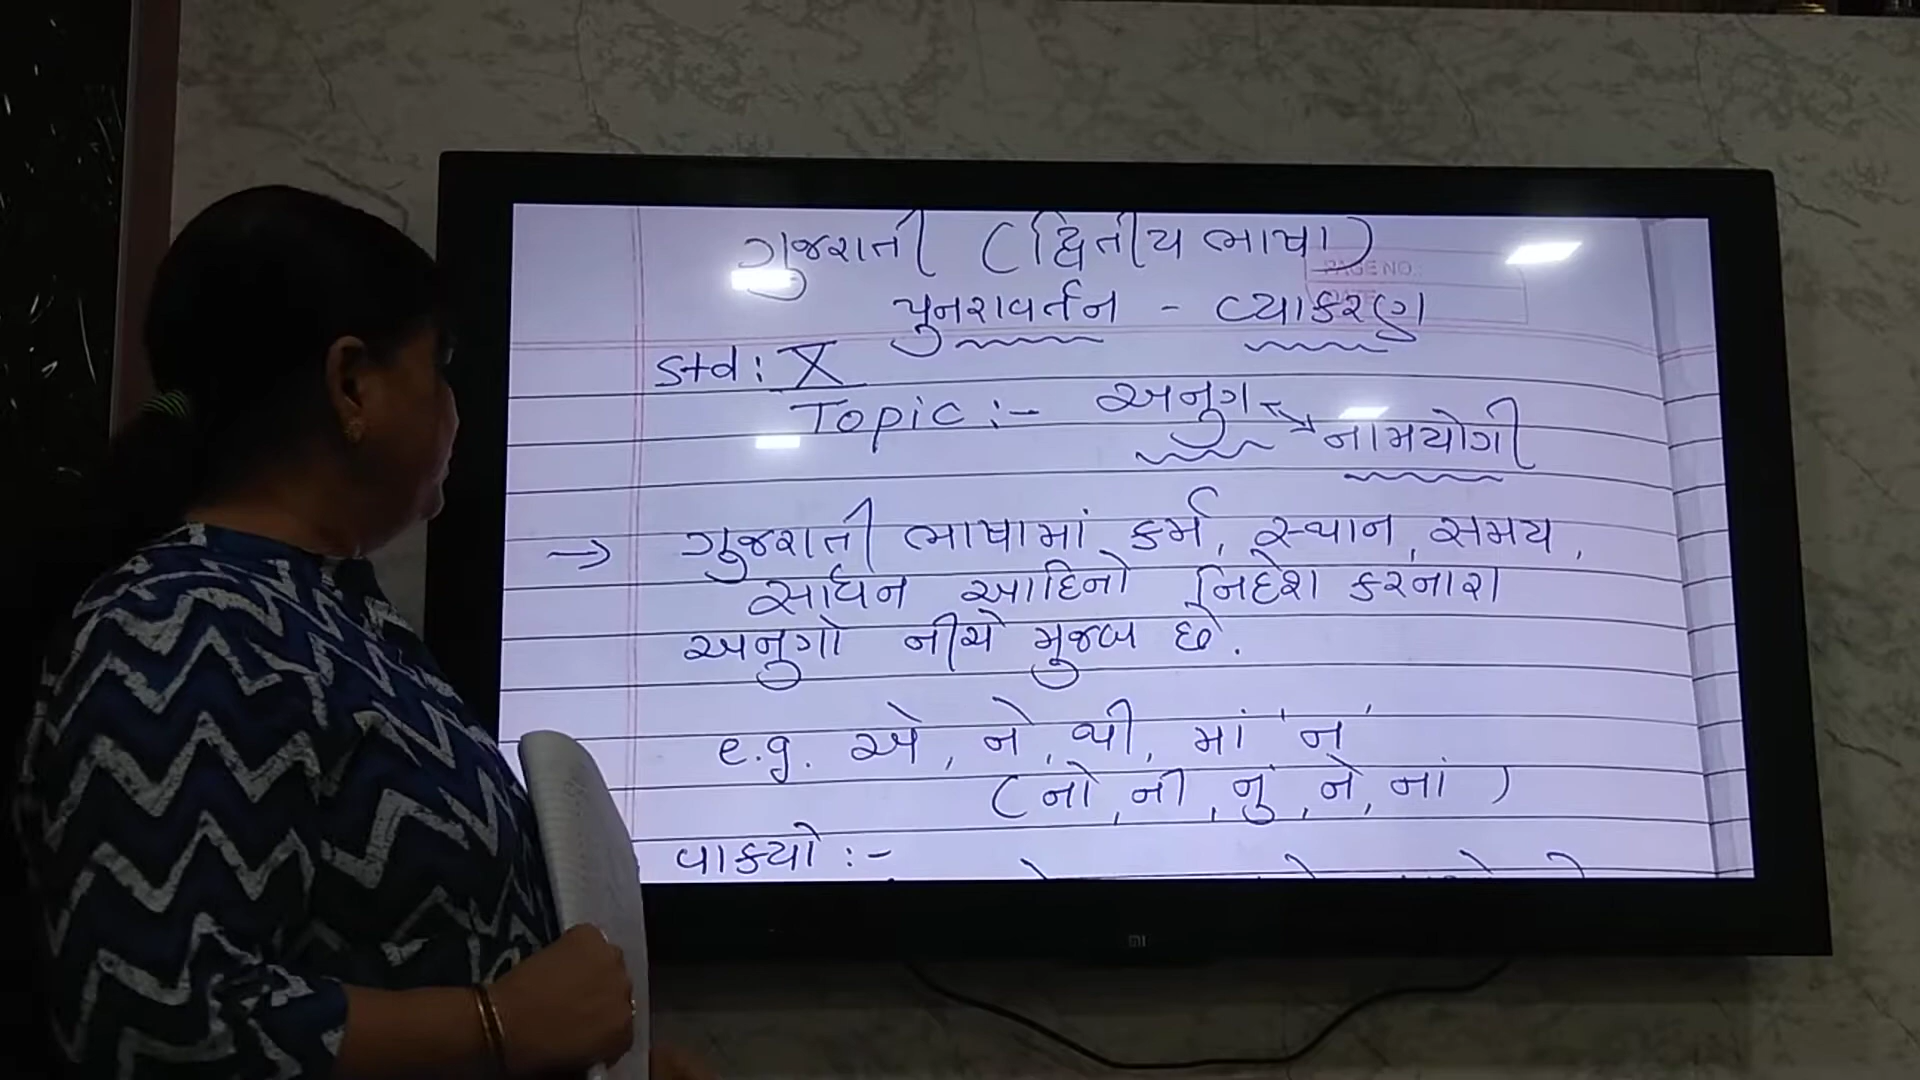 ગુજરાતી (દ્વિતીય ભાષા)
PAGE NO.:
પુનરાવર્તન - વ્યાકરણ
Std: X
Topic :- અનુગ → નામયોગી
→ ગુજરાતી ભાષામાં કર્મ, સ્થાન, સમય,
સાધન આદિનો નિર્દેશ કરનારા
અનુગો નીચે મુજબ છે.
e.g. એ, ને, થી, માં, ન
(નો, ની, નું, ને, નાં)
વાક્યો :-
mi